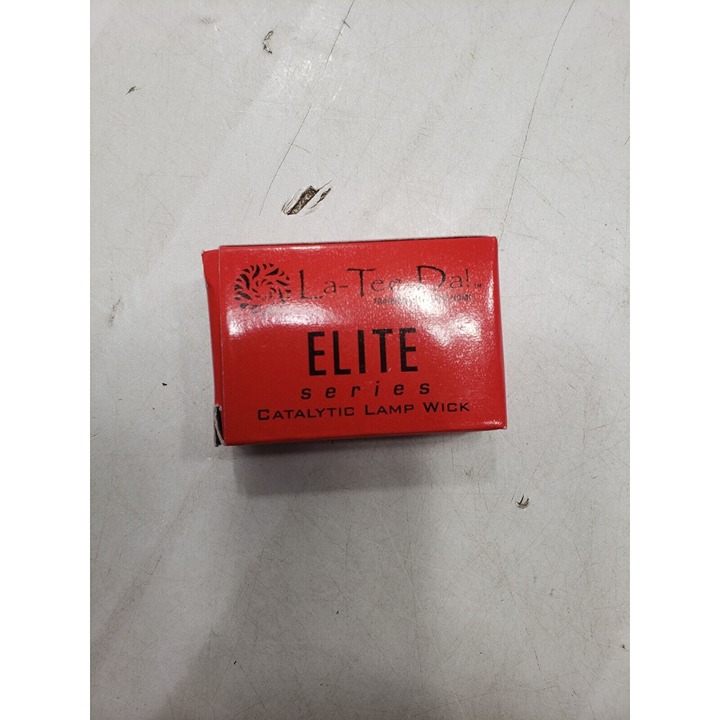 La-Tee-Da!
ELITE
series
CATALYTIC LAMP WICK